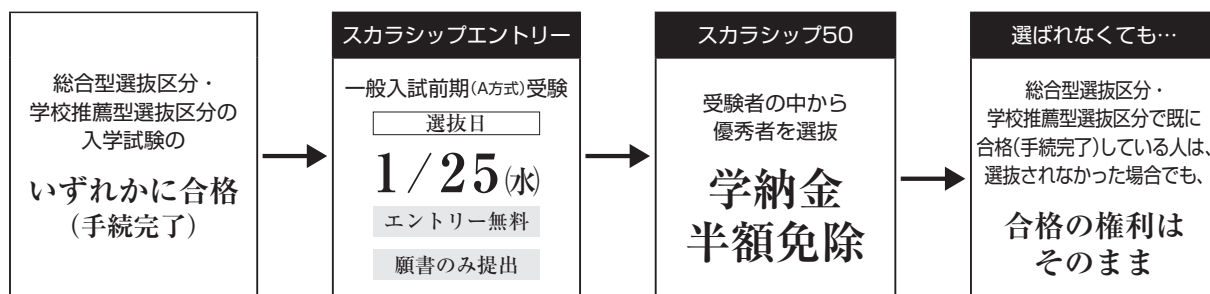 総合型選抜区分・
学校推薦型選抜区分の
入学試験の
いずれかに合格
(手続完了)
スカラシップエントリー
一般入試前期(A方式)受験
選抜日
1/25(水)
エントリー無料
願書のみ提出
スカラシップ50
受験者の中から
優秀者を選抜
学納金
半額免除
選ばれなくても…
総合型選抜区分・
学校推薦型選抜区分で既に
合格(手続完了)している人は、
選抜されなかった場合でも、
合格の権利は
そのまま